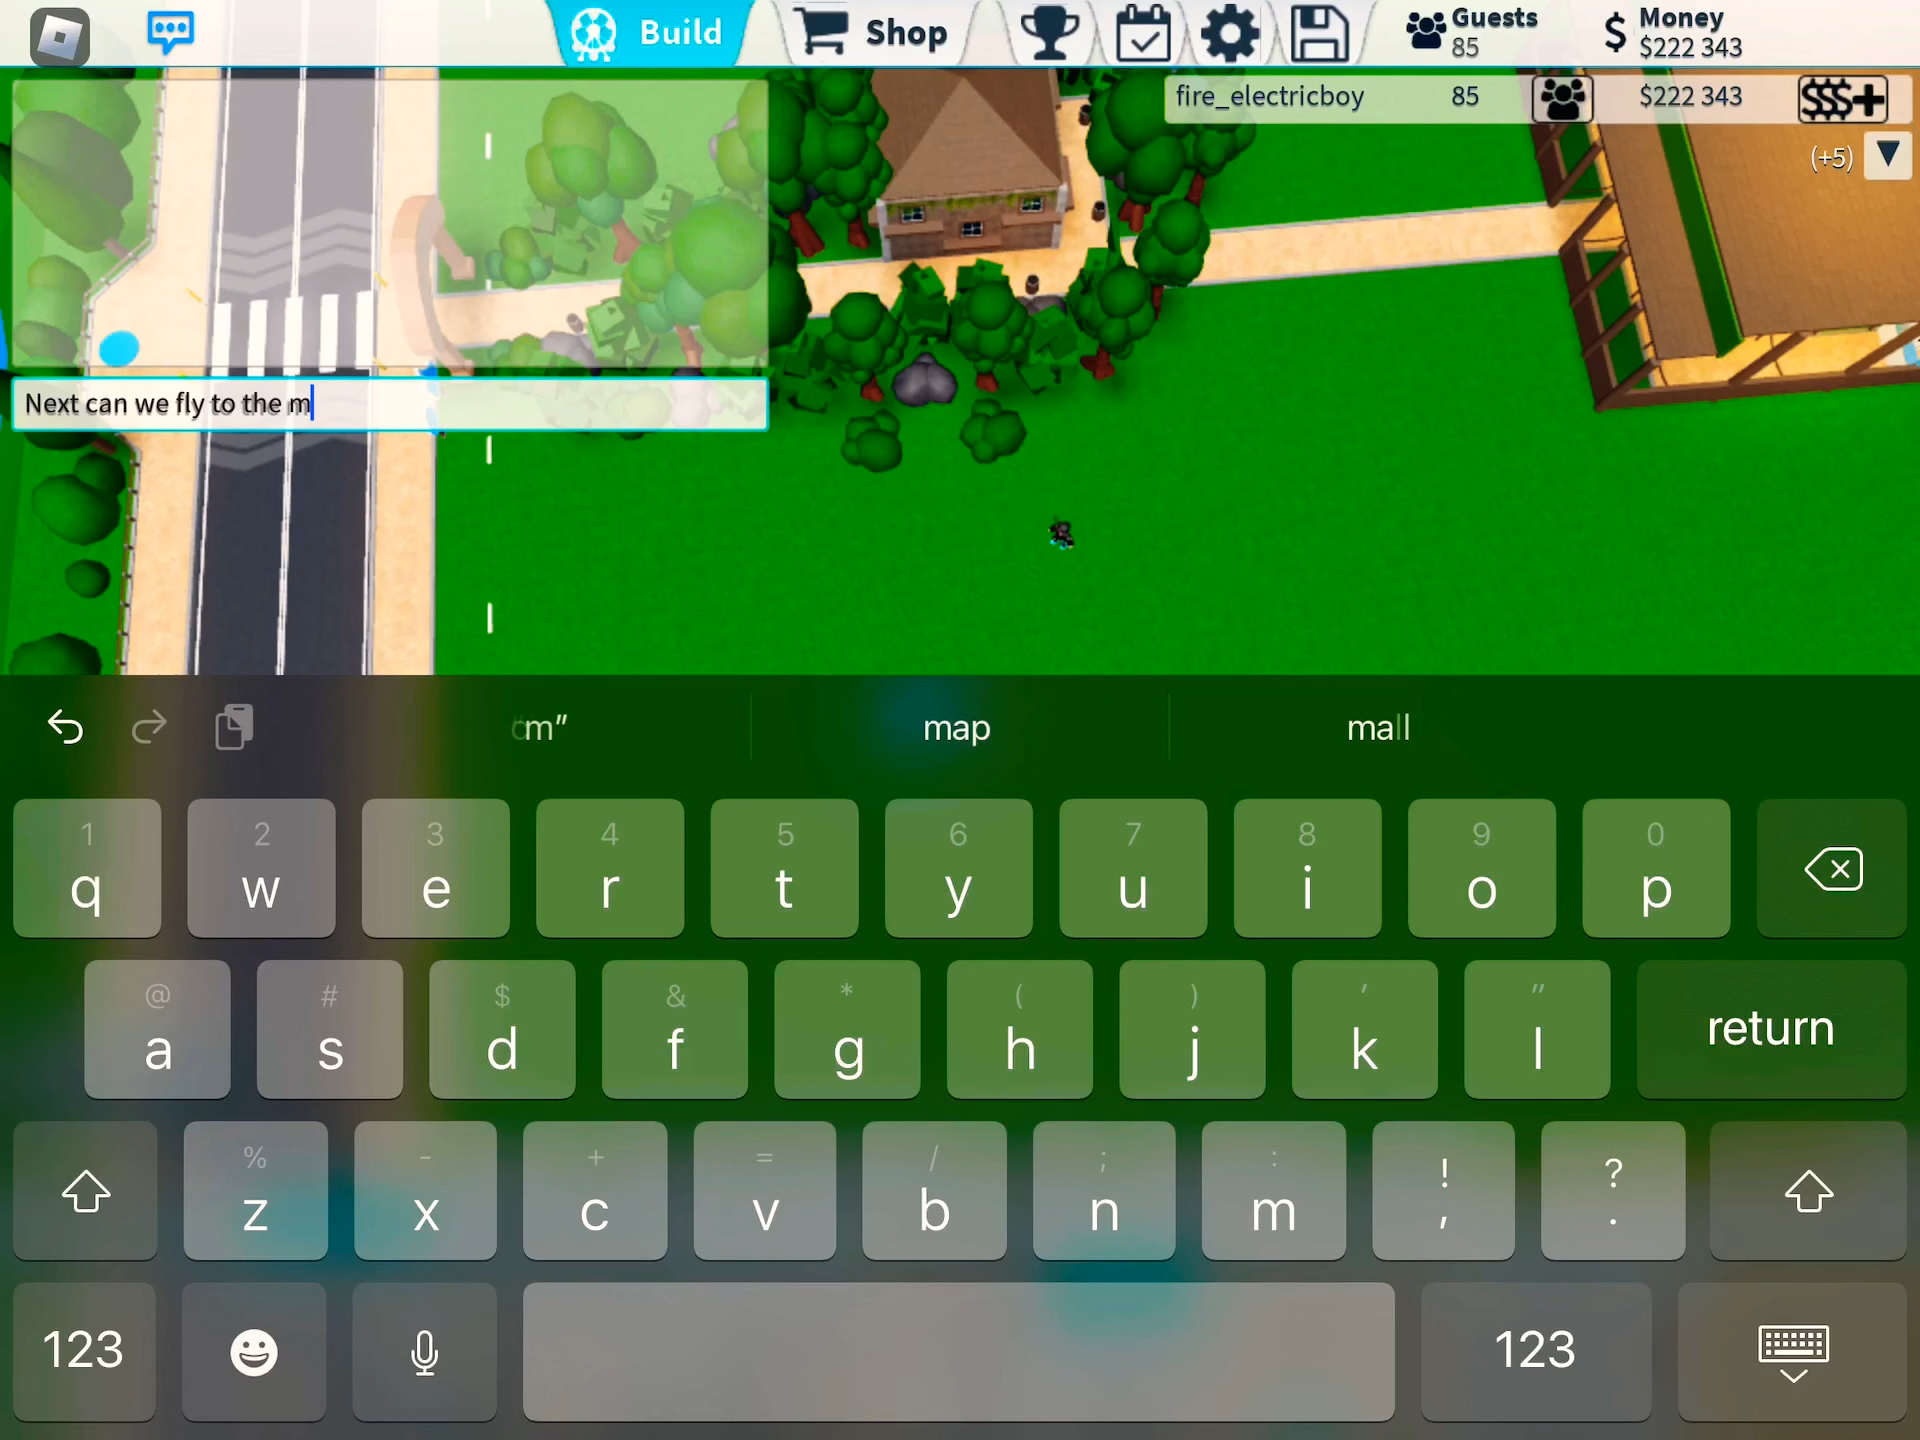 Build
Shop
Guests
85
$ Money
$222 343
fire_electricboy 85 $222 343 $$$+
(+5)
Next can we fly to the m
m” map mall
1 2 3 4 5 6 7 8 9 0
q w e r t y u i o p
@ # $ & * ( ) ' "
a s d f g h j k l return
% - + = / ; : ! ?
z x c v b n m , .
123 123